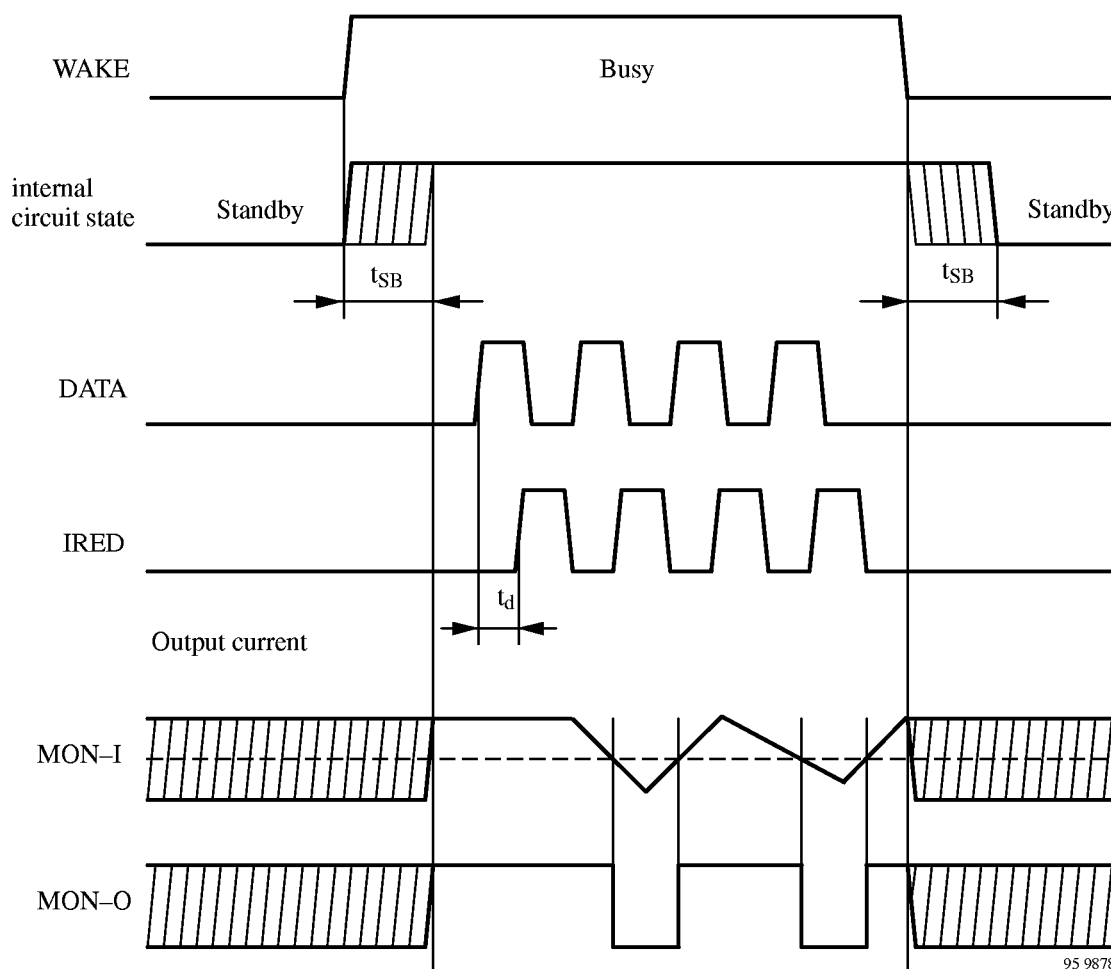 WAKE
Busy
internal
circuit state
Standby
Standby
tSB
tSB
DATA
IRED
td
Output current
MON–I
MON–O
95 9878